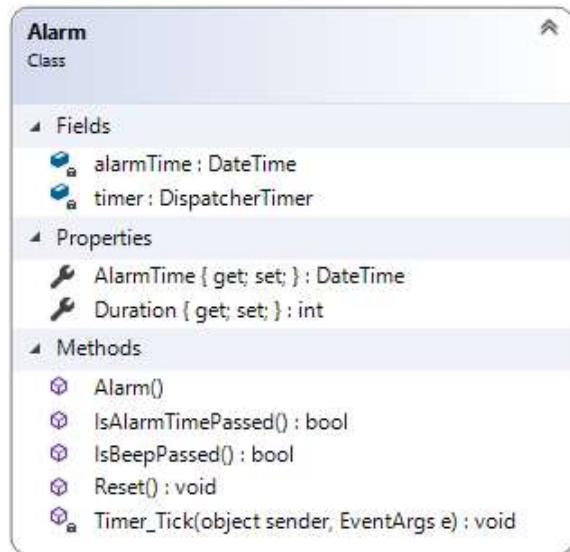 Alarm
Class
Fields
alarmTime : DateTime
timer : DispatcherTimer
Properties
AlarmTime { get; set; } : DateTime
Duration { get; set; } : int
Methods
Alarm()
IsAlarmTimePassed() : bool
IsBeepPassed() : bool
Reset() : void
Timer_Tick(object sender, EventArgs e) : void